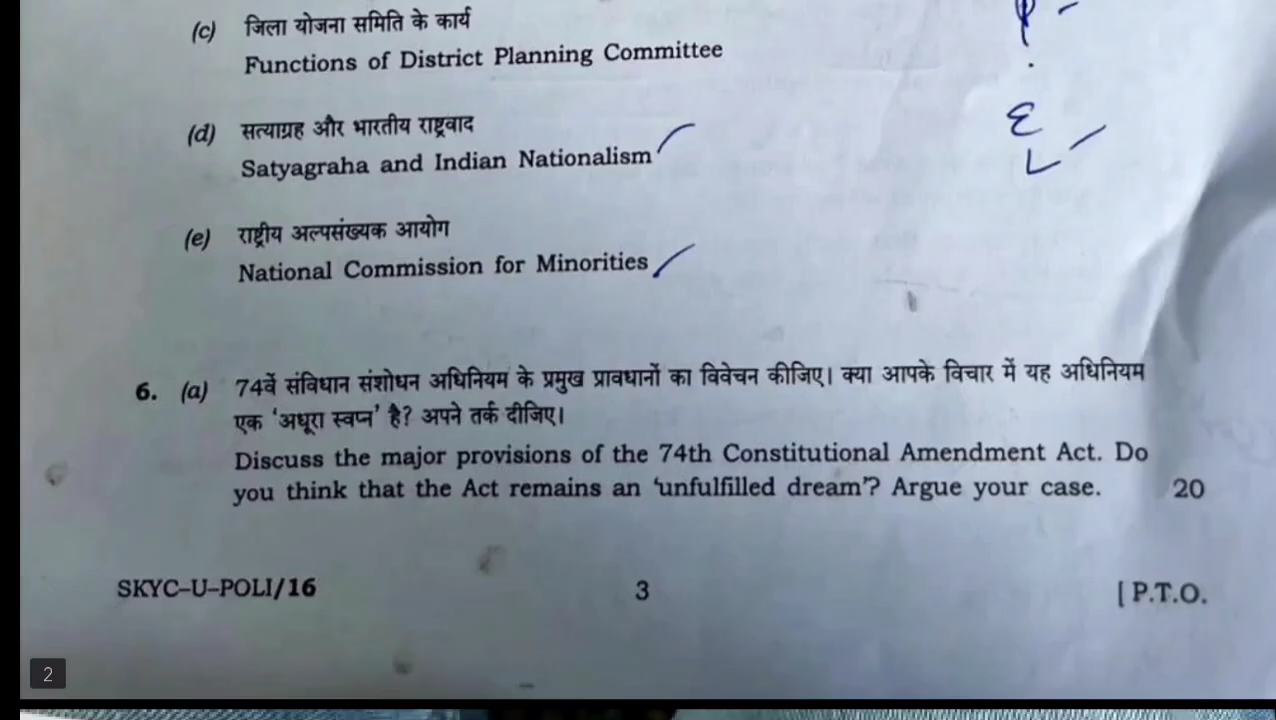 (c) जिला योजना समिति के कार्य
Functions of District Planning Committee
(d) सत्याग्रह और भारतीय राष्ट्रवाद
Satyagraha and Indian Nationalism
(e) राष्ट्रीय अल्पसंख्यक आयोग
National Commission for Minorities
6. (a) 74वें संविधान संशोधन अधिनियम के प्रमुख प्रावधानों का विवेचन कीजिए। क्या आपके विचार में यह अधिनियम
एक 'अधूरा स्वप्न' है? अपने तर्क दीजिए।
Discuss the major provisions of the 74th Constitutional Amendment Act. Do
you think that the Act remains an 'unfulfilled dream'? Argue your case. 20
SKYC-U-POLI/16 3 [ P.T.O.
2